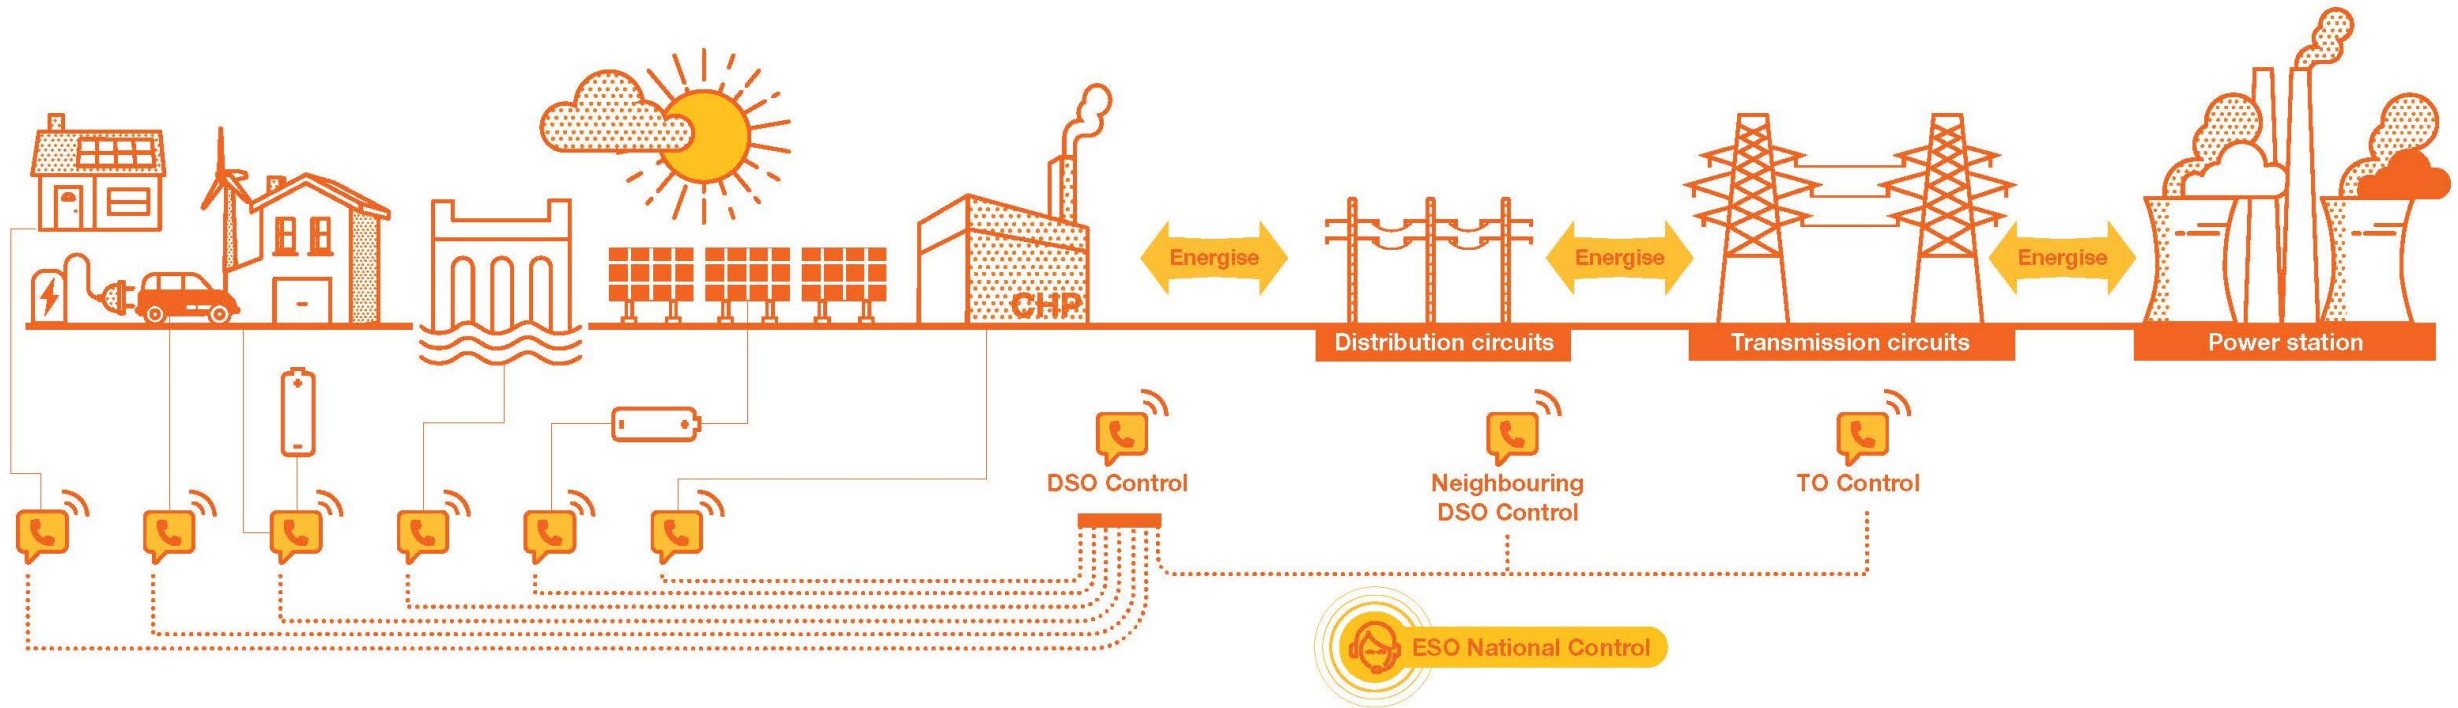 CHP
Energise
Energise
Energise
Distribution circuits
Transmission circuits
Power station
DSO Control
Neighbouring
DSO Control
TO Control
ESO National Control